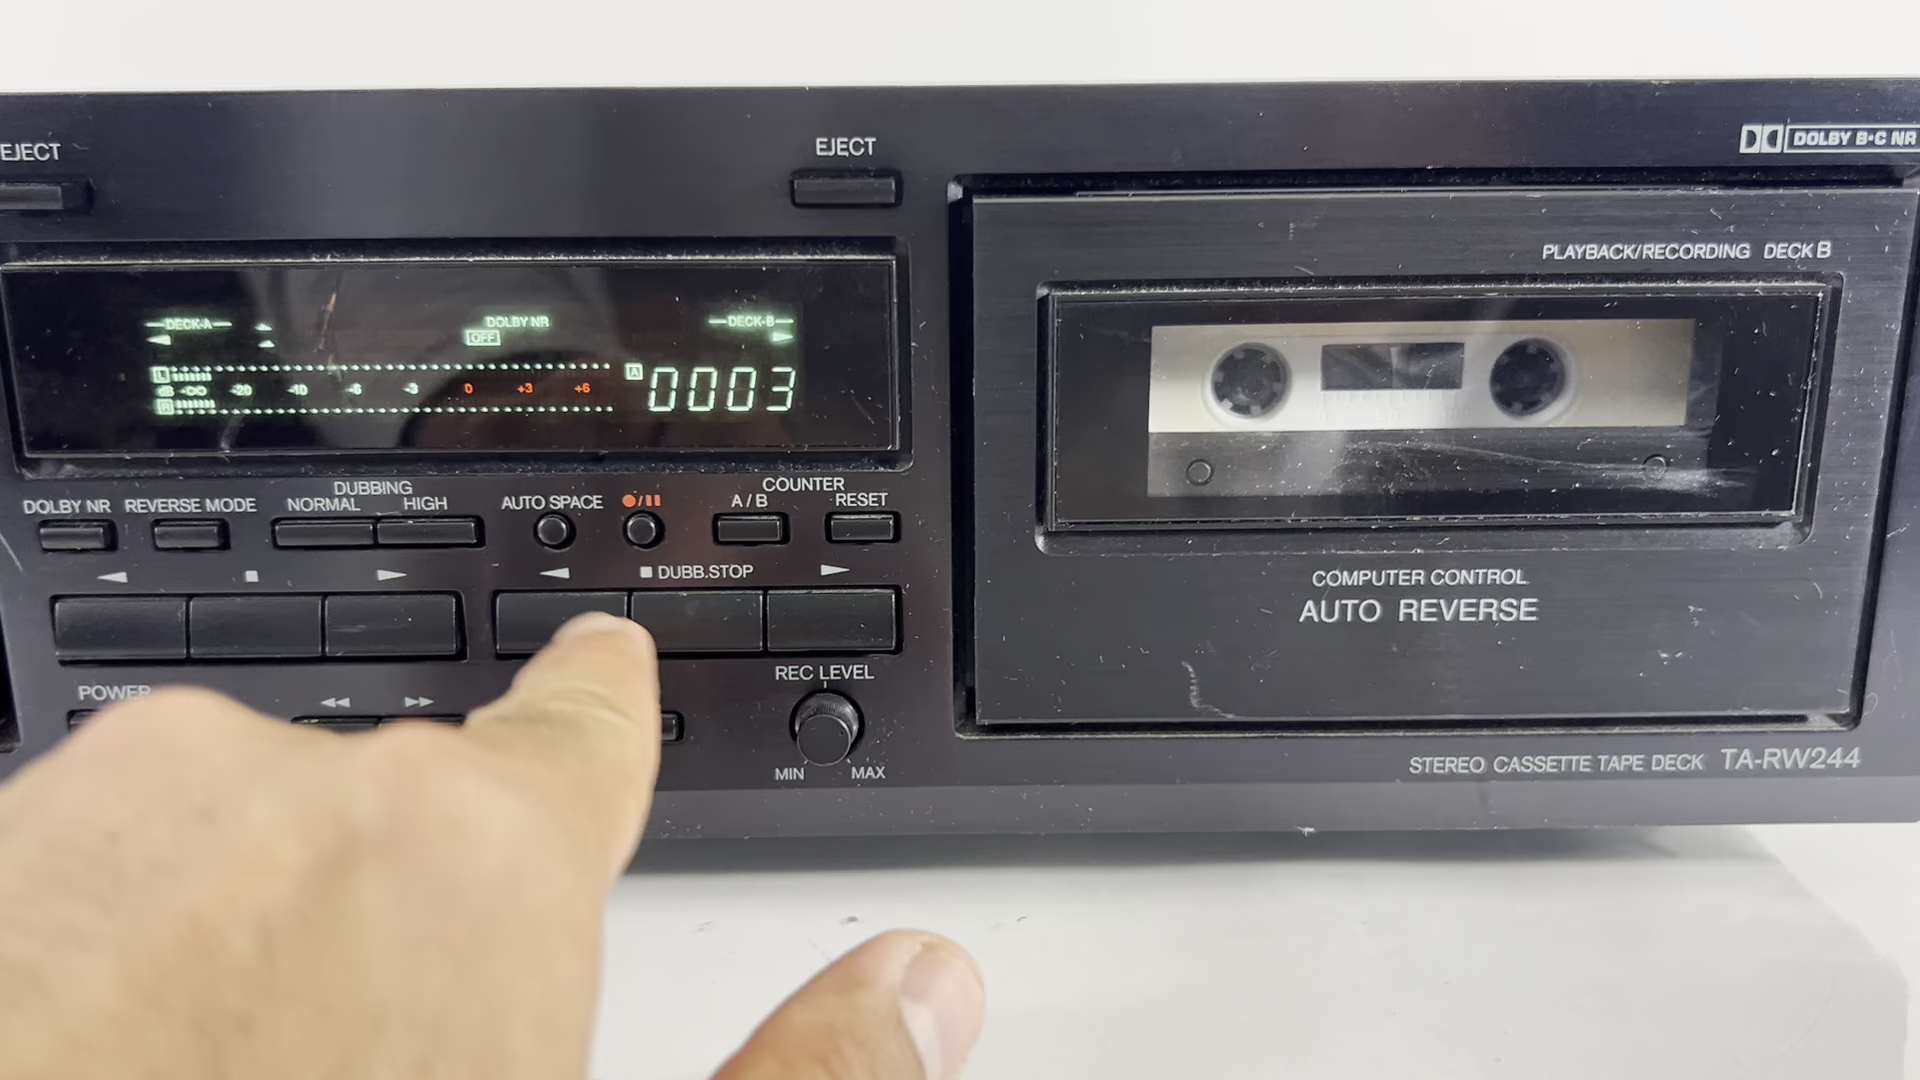 EJECT
EJECT
DOLBY B•C NR
PLAYBACK/RECORDING DECK B
DECK-A
DOLBY NR
DECK-B
OFF
L
dB -∞ -20 -10 -6 -3 0 +3 +6
R
A 0003
DUBBING
COUNTER
DOLBY NR REVERSE MODE NORMAL HIGH AUTO SPACE ●/❚❚ A / B RESET
◄ ■ ► ◄ ■ DUBB.STOP ►
COMPUTER CONTROL
AUTO REVERSE
REC LEVEL
POWER ◄◄ ►►
MIN MAX
STEREO CASSETTE TAPE DECK TA-RW244